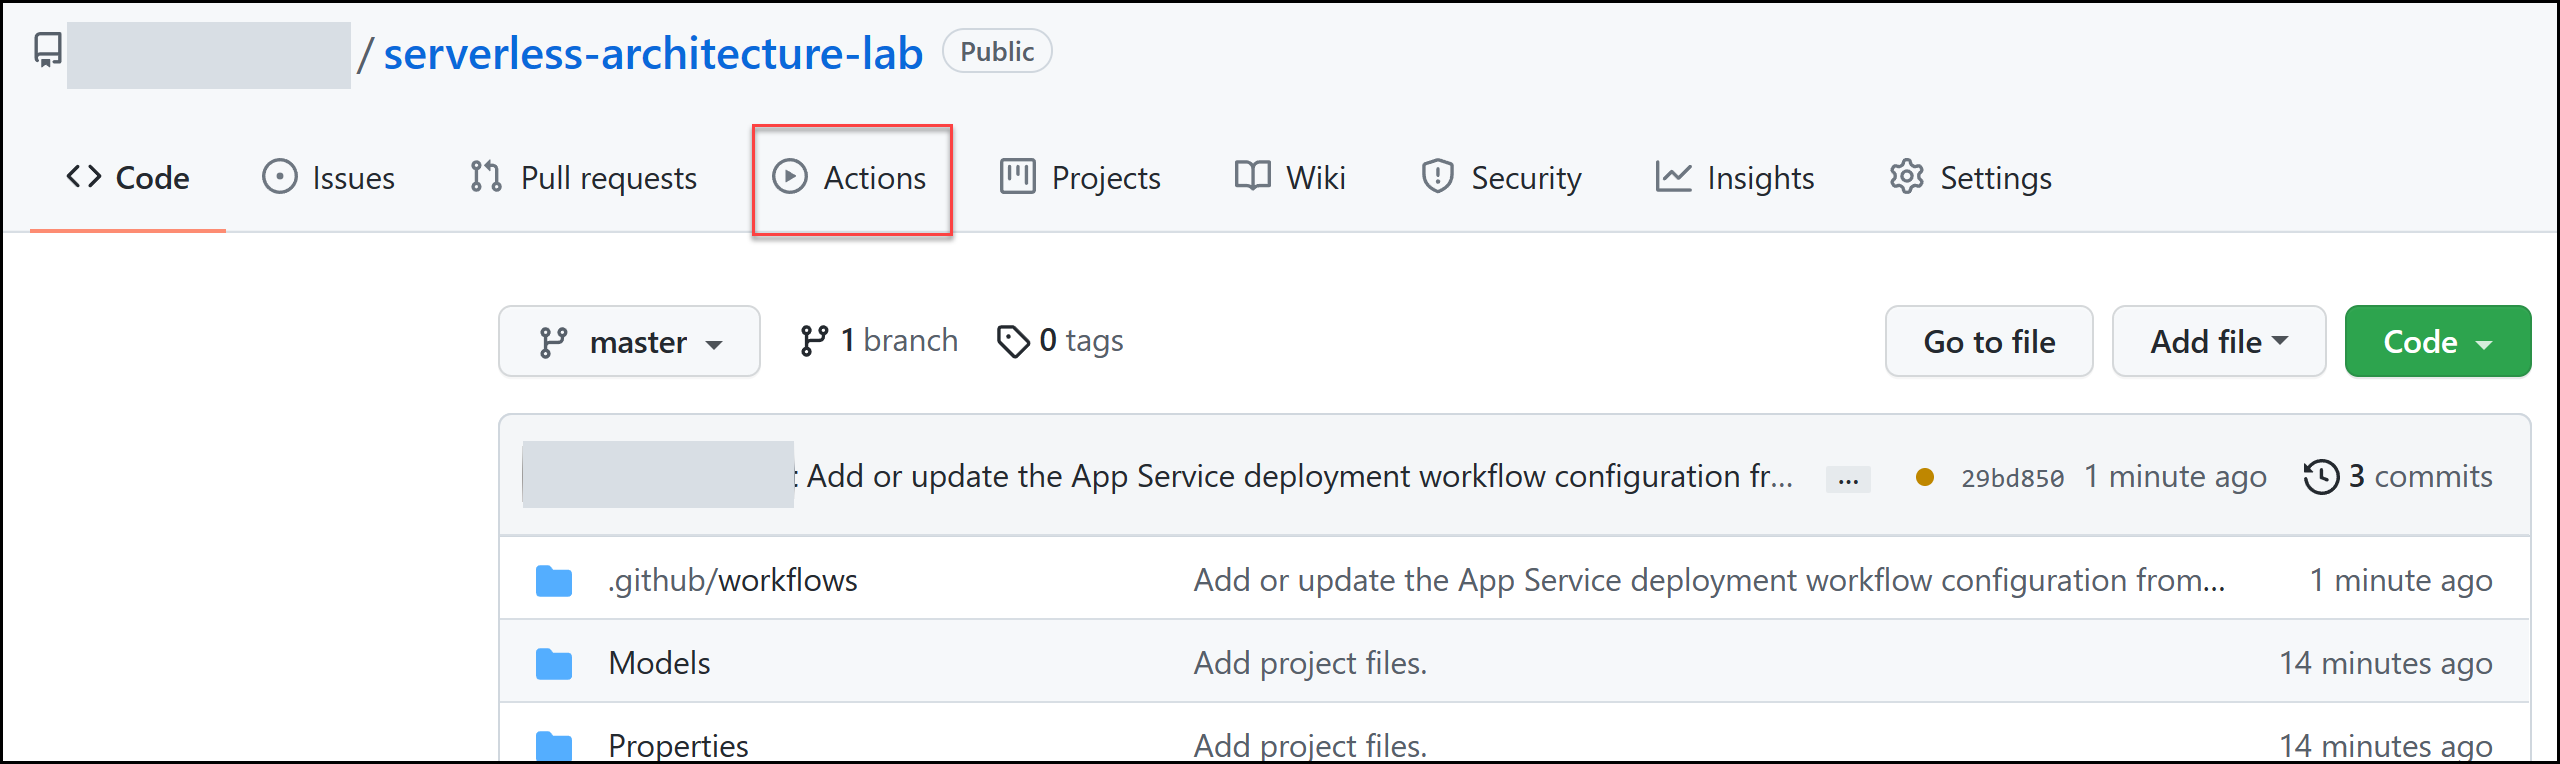 / serverless-architecture-lab Public
Code Issues Pull requests Actions Projects Wiki Security Insights Settings
master 1 branch 0 tags Go to file Add file Code
Add or update the App Service deployment workflow configuration fr... ... 29bd850 1 minute ago 3 commits
.github/workflows Add or update the App Service deployment workflow configuration from... 1 minute ago
Models Add project files. 14 minutes ago
Properties Add project files. 14 minutes ago